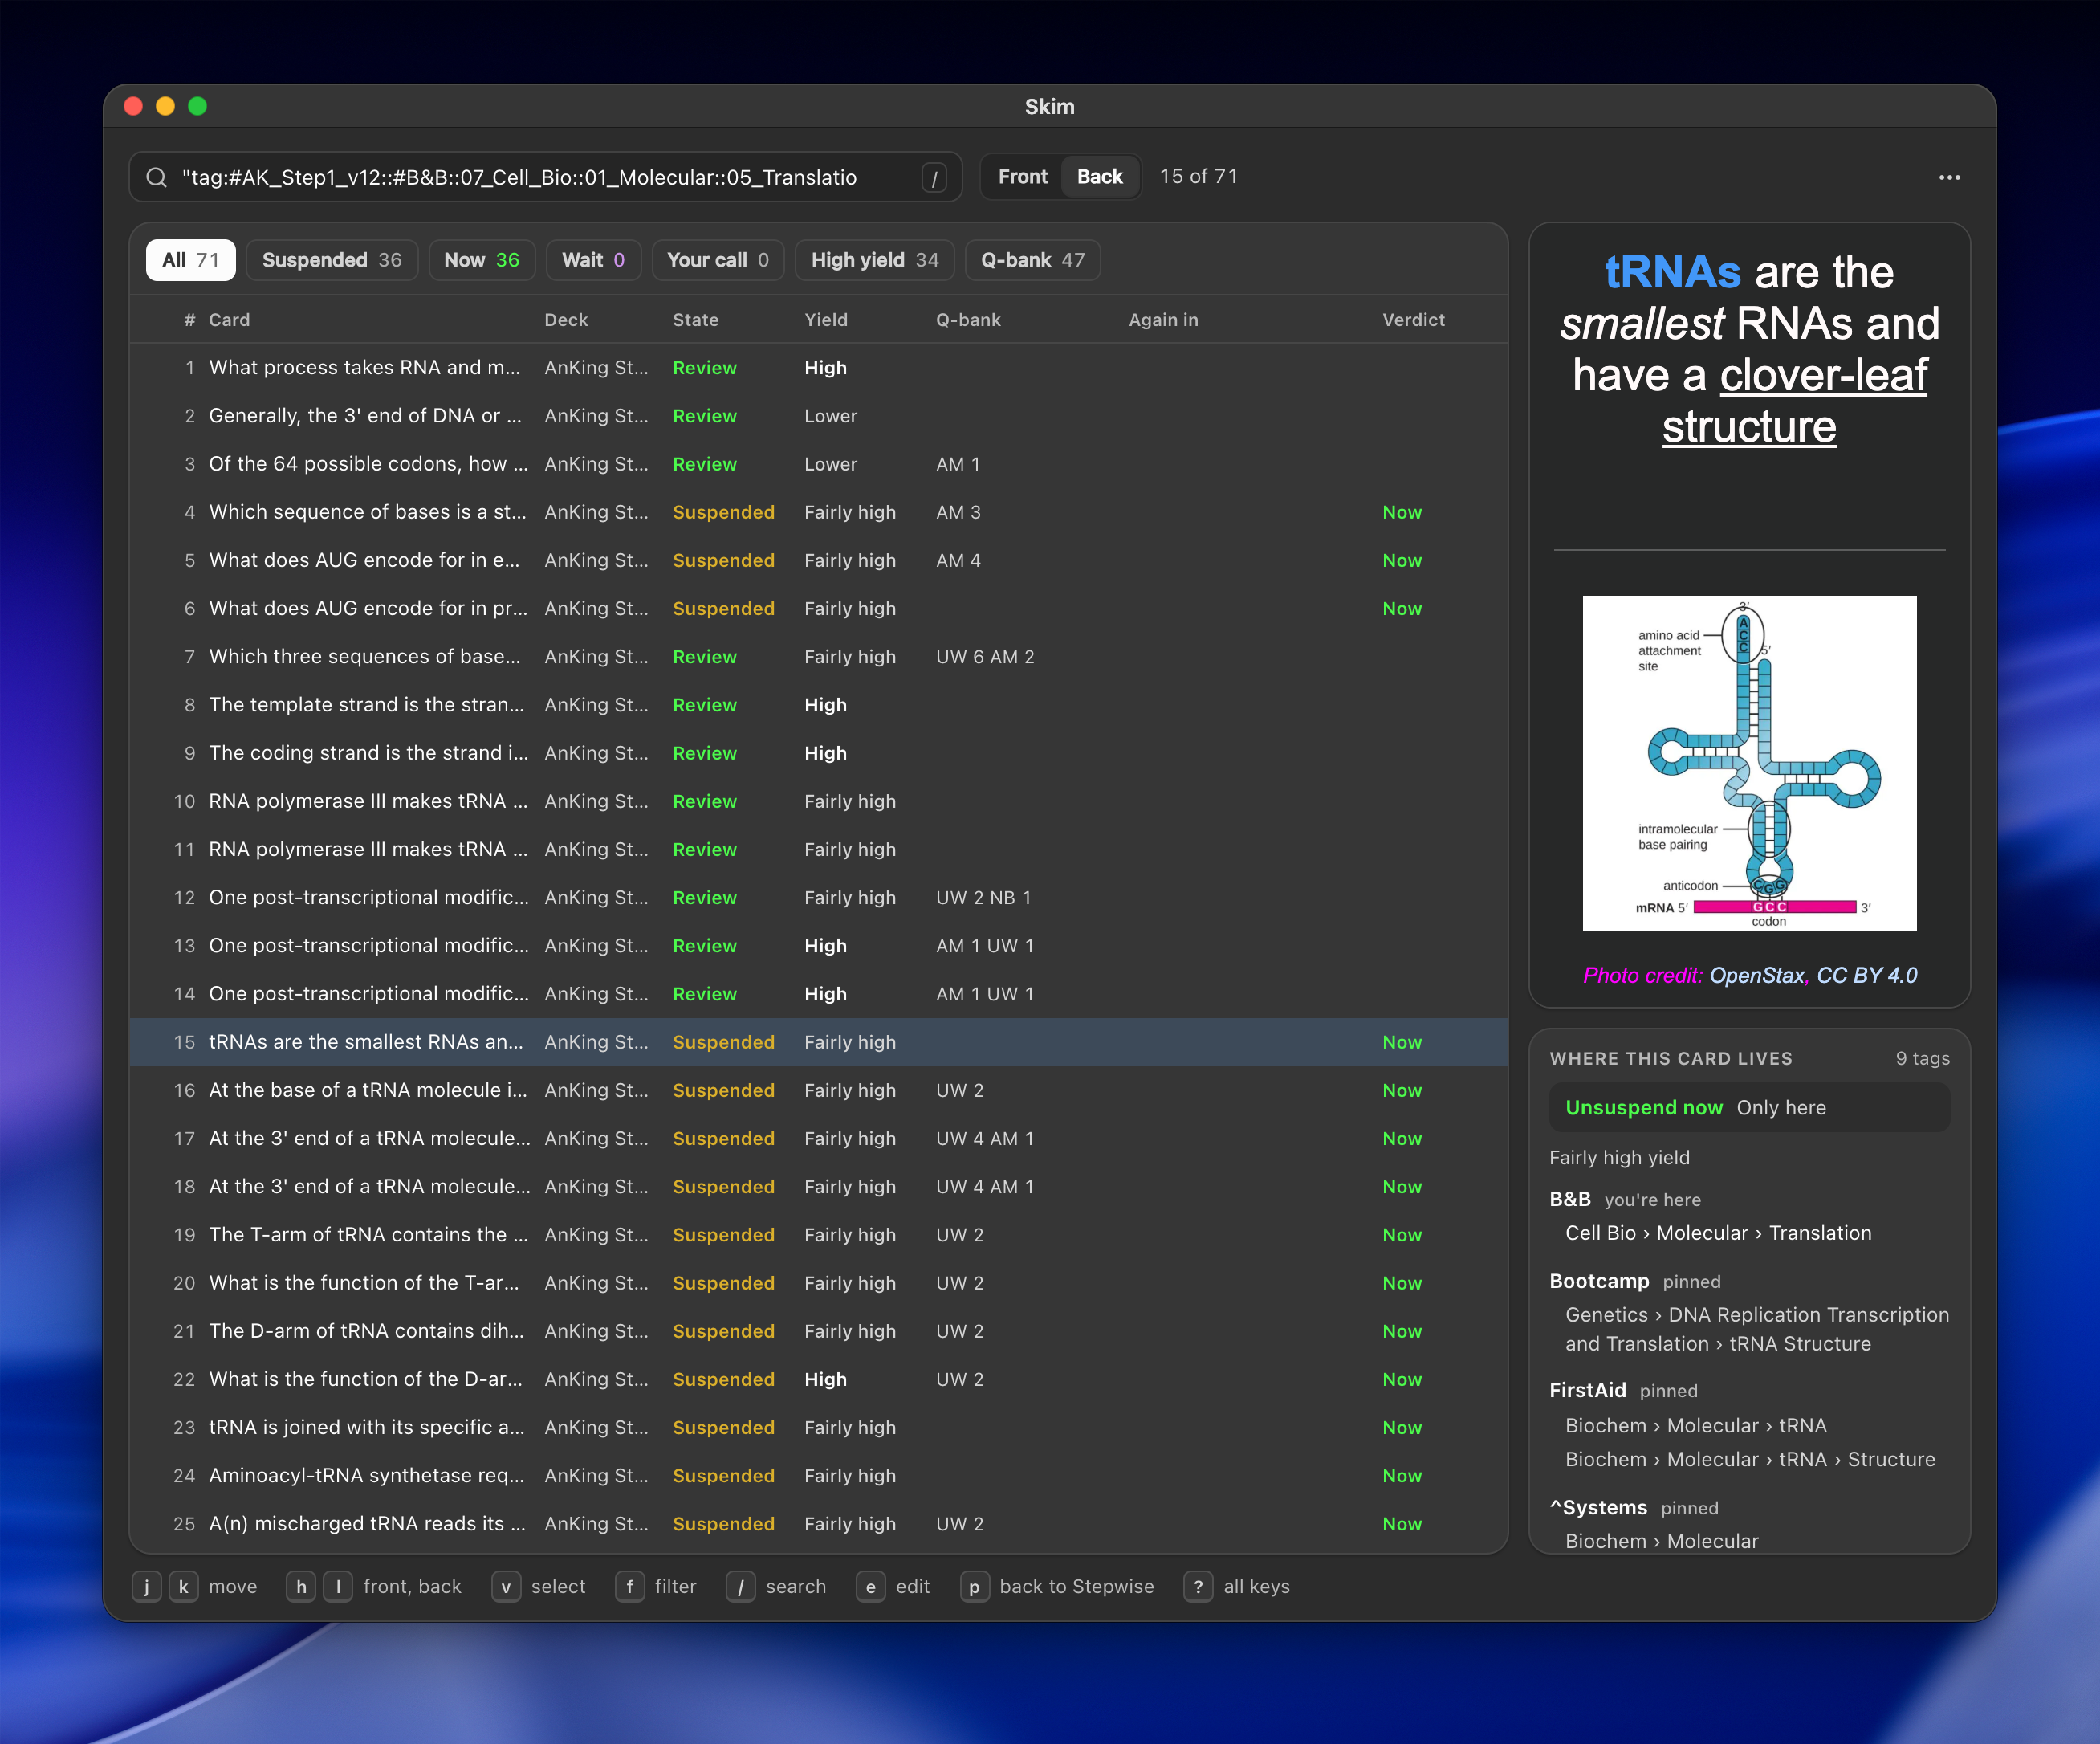 Skim
"tag:#AK_Step1_v12::#B&B::07_Cell_Bio::01_Molecular::05_Translatio /
Front Back 15 of 71
All 71 Suspended 36 Now 36 Wait 0 Your call 0 High yield 34 Q-bank 47
# Card Deck State Yield Q-bank Again in Verdict
1 What process takes RNA and m... AnKing St... Review High
2 Generally, the 3' end of DNA or ... AnKing St... Review Lower
3 Of the 64 possible codons, how ... AnKing St... Review Lower AM 1
4 Which sequence of bases is a st... AnKing St... Suspended Fairly high AM 3 Now
5 What does AUG encode for in e... AnKing St... Suspended Fairly high AM 4 Now
6 What does AUG encode for in pr... AnKing St... Suspended Fairly high Now
7 Which three sequences of base... AnKing St... Review Fairly high UW 6 AM 2
8 The template strand is the stran... AnKing St... Review High
9 The coding strand is the strand i... AnKing St... Review High
10 RNA polymerase III makes tRNA ... AnKing St... Review Fairly high
11 RNA polymerase III makes tRNA ... AnKing St... Review Fairly high
12 One post-transcriptional modific... AnKing St... Review Fairly high UW 2 NB 1
13 One post-transcriptional modific... AnKing St... Review High AM 1 UW 1
14 One post-transcriptional modific... AnKing St... Review High AM 1 UW 1
15 tRNAs are the smallest RNAs an... AnKing St... Suspended Fairly high Now
16 At the base of a tRNA molecule i... AnKing St... Suspended Fairly high UW 2 Now
17 At the 3' end of a tRNA molecule... AnKing St... Suspended Fairly high UW 4 AM 1 Now
18 At the 3' end of a tRNA molecule... AnKing St... Suspended Fairly high UW 4 AM 1 Now
19 The T-arm of tRNA contains the ... AnKing St... Suspended Fairly high UW 2 Now
20 What is the function of the T-ar... AnKing St... Suspended Fairly high UW 2 Now
21 The D-arm of tRNA contains dih... AnKing St... Suspended Fairly high UW 2 Now
22 What is the function of the D-ar... AnKing St... Suspended High UW 2 Now
23 tRNA is joined with its specific a... AnKing St... Suspended Fairly high Now
24 Aminoacyl-tRNA synthetase req... AnKing St... Suspended Fairly high Now
25 A(n) mischarged tRNA reads its ... AnKing St... Suspended Fairly high UW 2 Now
tRNAs are the
smallest RNAs and
have a clover-leaf
structure
3'
A
C
C
amino acid
attachment
site
5'
intramolecular
base pairing
anticodon
CGG
mRNA 5' GCC 3'
codon
Photo credit: OpenStax, CC BY 4.0
WHERE THIS CARD LIVES 9 tags
Unsuspend now Only here
Fairly high yield
B&B you're here
Cell Bio › Molecular › Translation
Bootcamp pinned
Genetics › DNA Replication Transcription
and Translation › tRNA Structure
FirstAid pinned
Biochem › Molecular › tRNA
Biochem › Molecular › tRNA › Structure
^Systems pinned
Biochem › Molecular
j k move h l front, back v select f filter / search e edit p back to Stepwise ? all keys